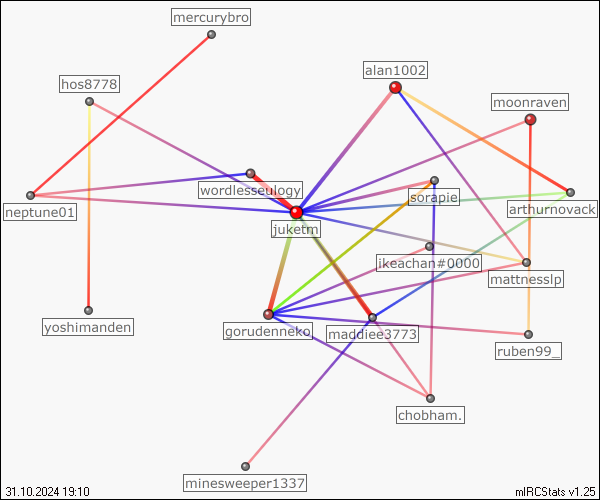 mercurybro
alan1002
hos8778
moonraven
wordlesseulogy
sorapie
neptune01
arthurnovack
juketm
ikeachan#0000
mattnesslp
yoshimanden
gorudenneko
maddiee3773
ruben99_
chobham.
minesweeper1337
31.10.2024 19:10
mIRCStats v1.25